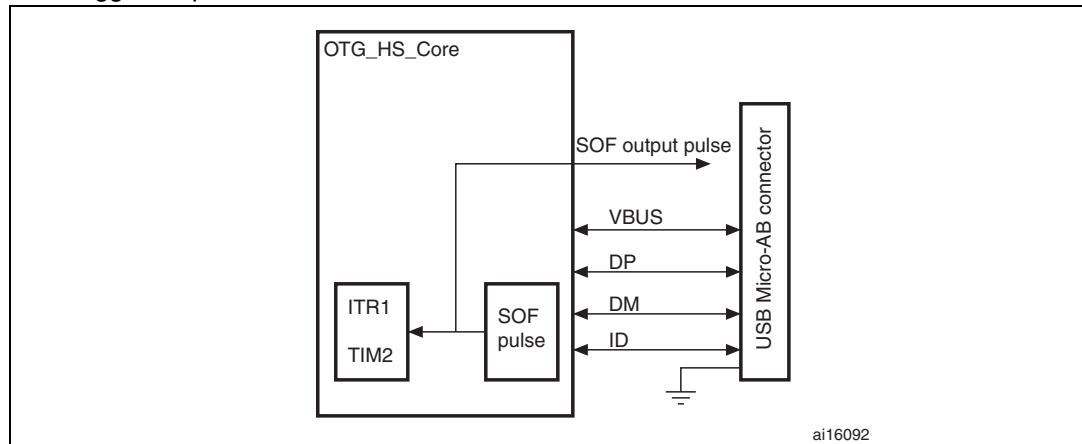 OTG_HS_Core
SOF output pulse
VBUS
DP
DM
ID
ITR1
TIM2
SOF
pulse
USB Micro-AB connector
ai16092